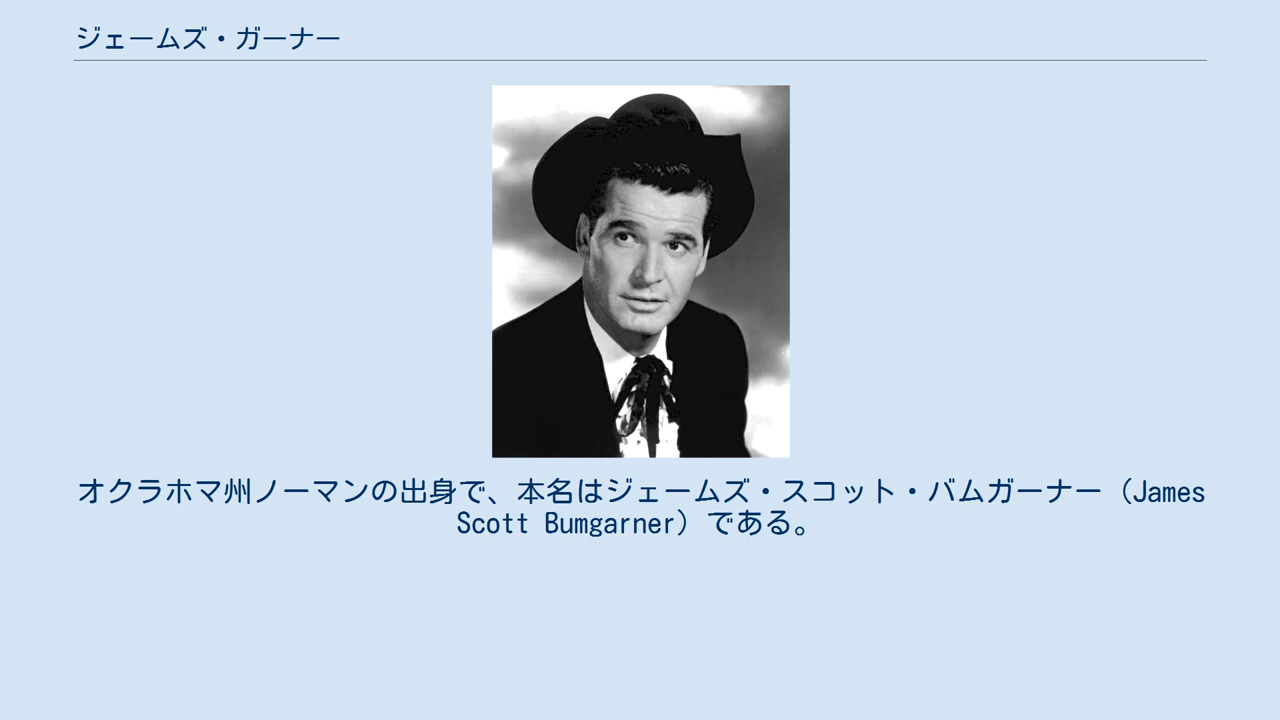 ジェームズ・ガーナー
オクラホマ州ノーマンの出身で、本名はジェームズ・スコット・バムガーナー（James
Scott Bumgarner）である。